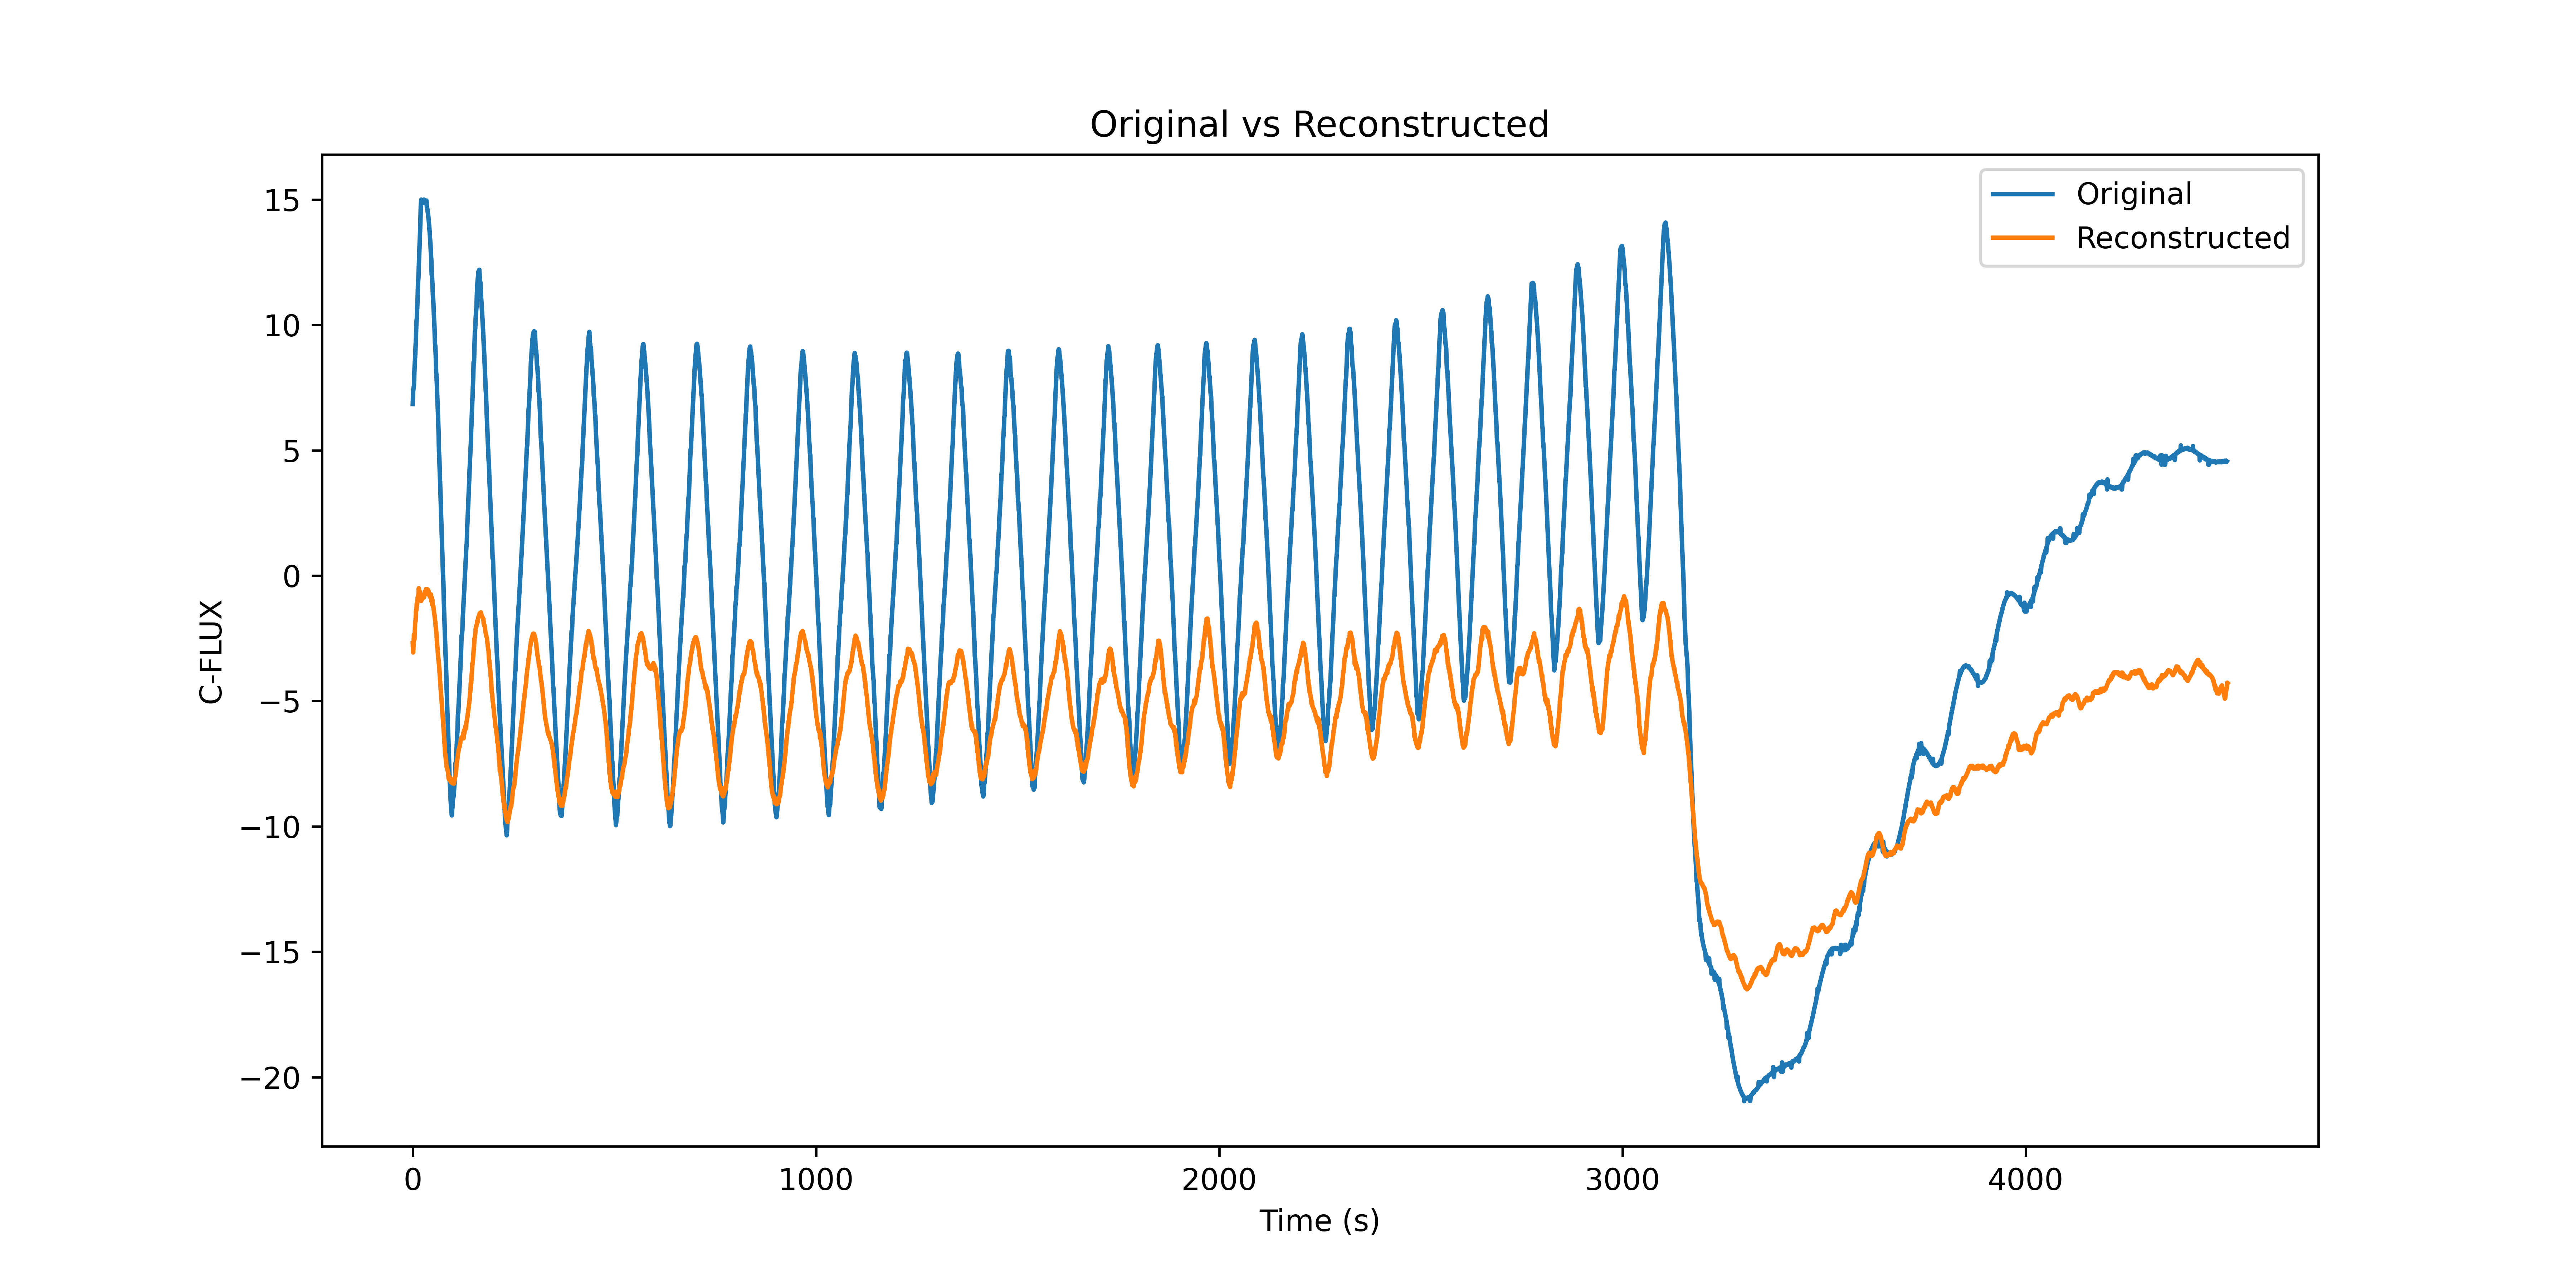 Original vs Reconstructed
Original
Reconstructed
C-FLUX
15
10
5
0
−5
−10
−15
−20
0 1000 2000 3000 4000
Time (s)